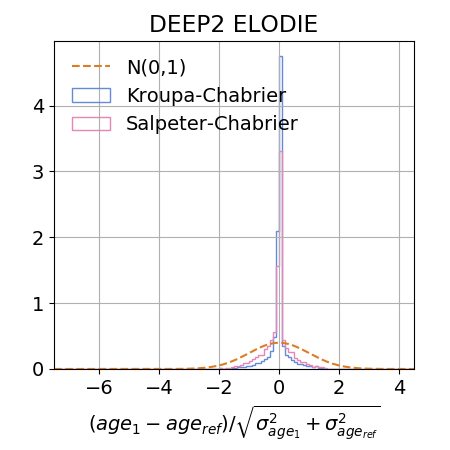 DEEP2 ELODIE
N(0,1)
Kroupa-Chabrier
Salpeter-Chabrier
4
3
2
1
0
−6 −4 −2 0 2 4
(age₁ − age_ref)/√(σ²_age₁ + σ²_age_ref)